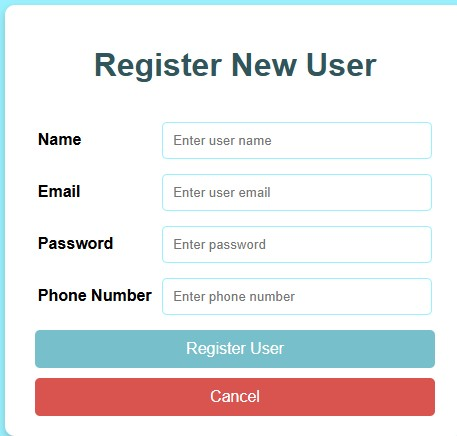 Register New User
Name Enter user name
Email Enter user email
Password Enter password
Phone Number Enter phone number
Register User
Cancel